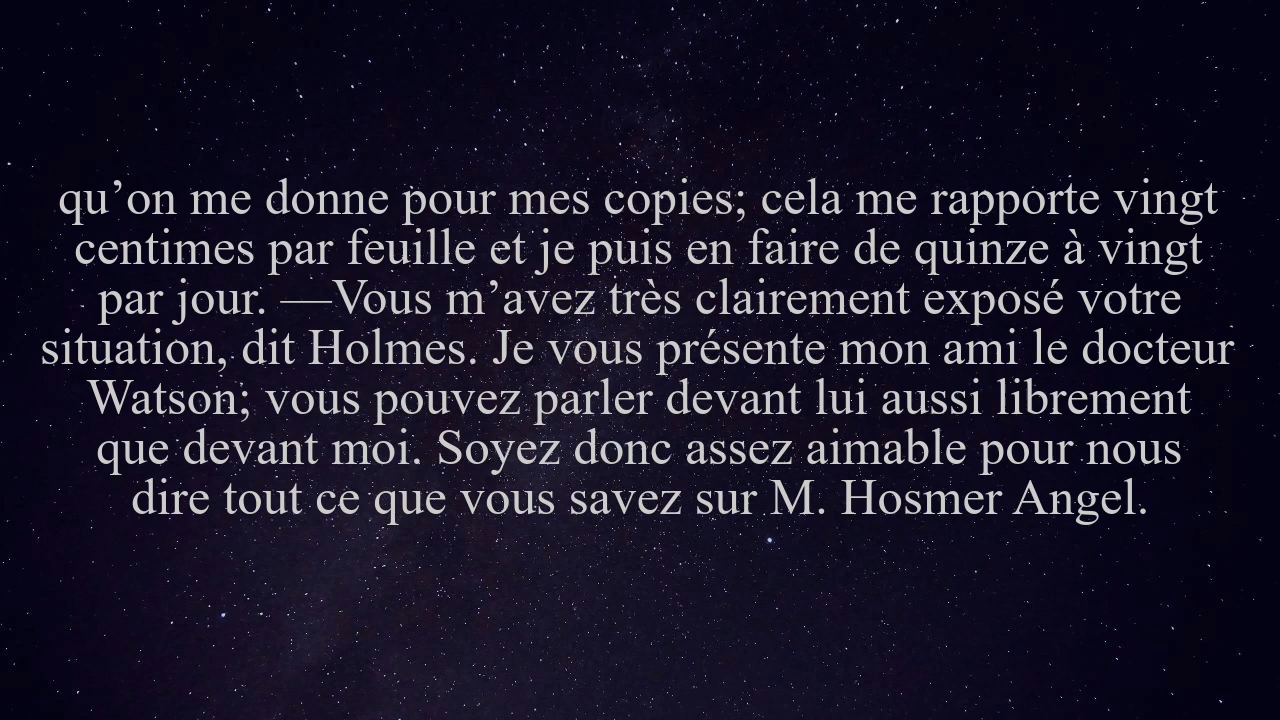 qu’on me donne pour mes copies; cela me rapporte vingt
centimes par feuille et je puis en faire de quinze à vingt
par jour. —Vous m’avez très clairement exposé votre
situation, dit Holmes. Je vous présente mon ami le docteur
Watson; vous pouvez parler devant lui aussi librement
que devant moi. Soyez donc assez aimable pour nous
dire tout ce que vous savez sur M. Hosmer Angel.